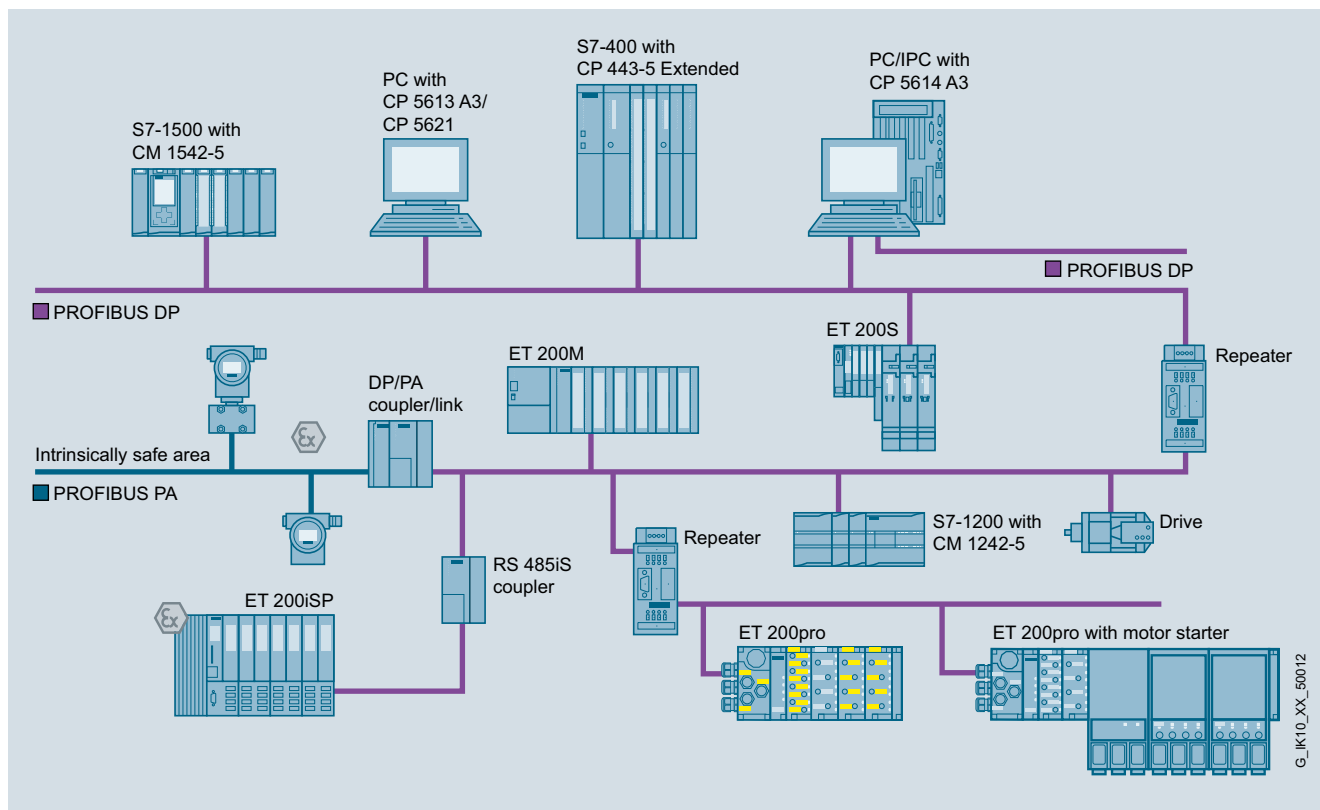 S7-400 with
CP 443-5 Extended
PC/IPC with
CP 5614 A3
PC with
CP 5613 A3/
CP 5621
S7-1500 with
CM 1542-5
PROFIBUS DP
PROFIBUS DP
ET 200S
ET 200M
Repeater
DP/PA
coupler/link
Ex
Intrinsically safe area
PROFIBUS PA
S7-1200 with
CM 1242-5
Drive
Repeater
RS 485iS
coupler
Ex
ET 200iSP
ET 200pro
ET 200pro with motor starter
G_IK10_XX_50012